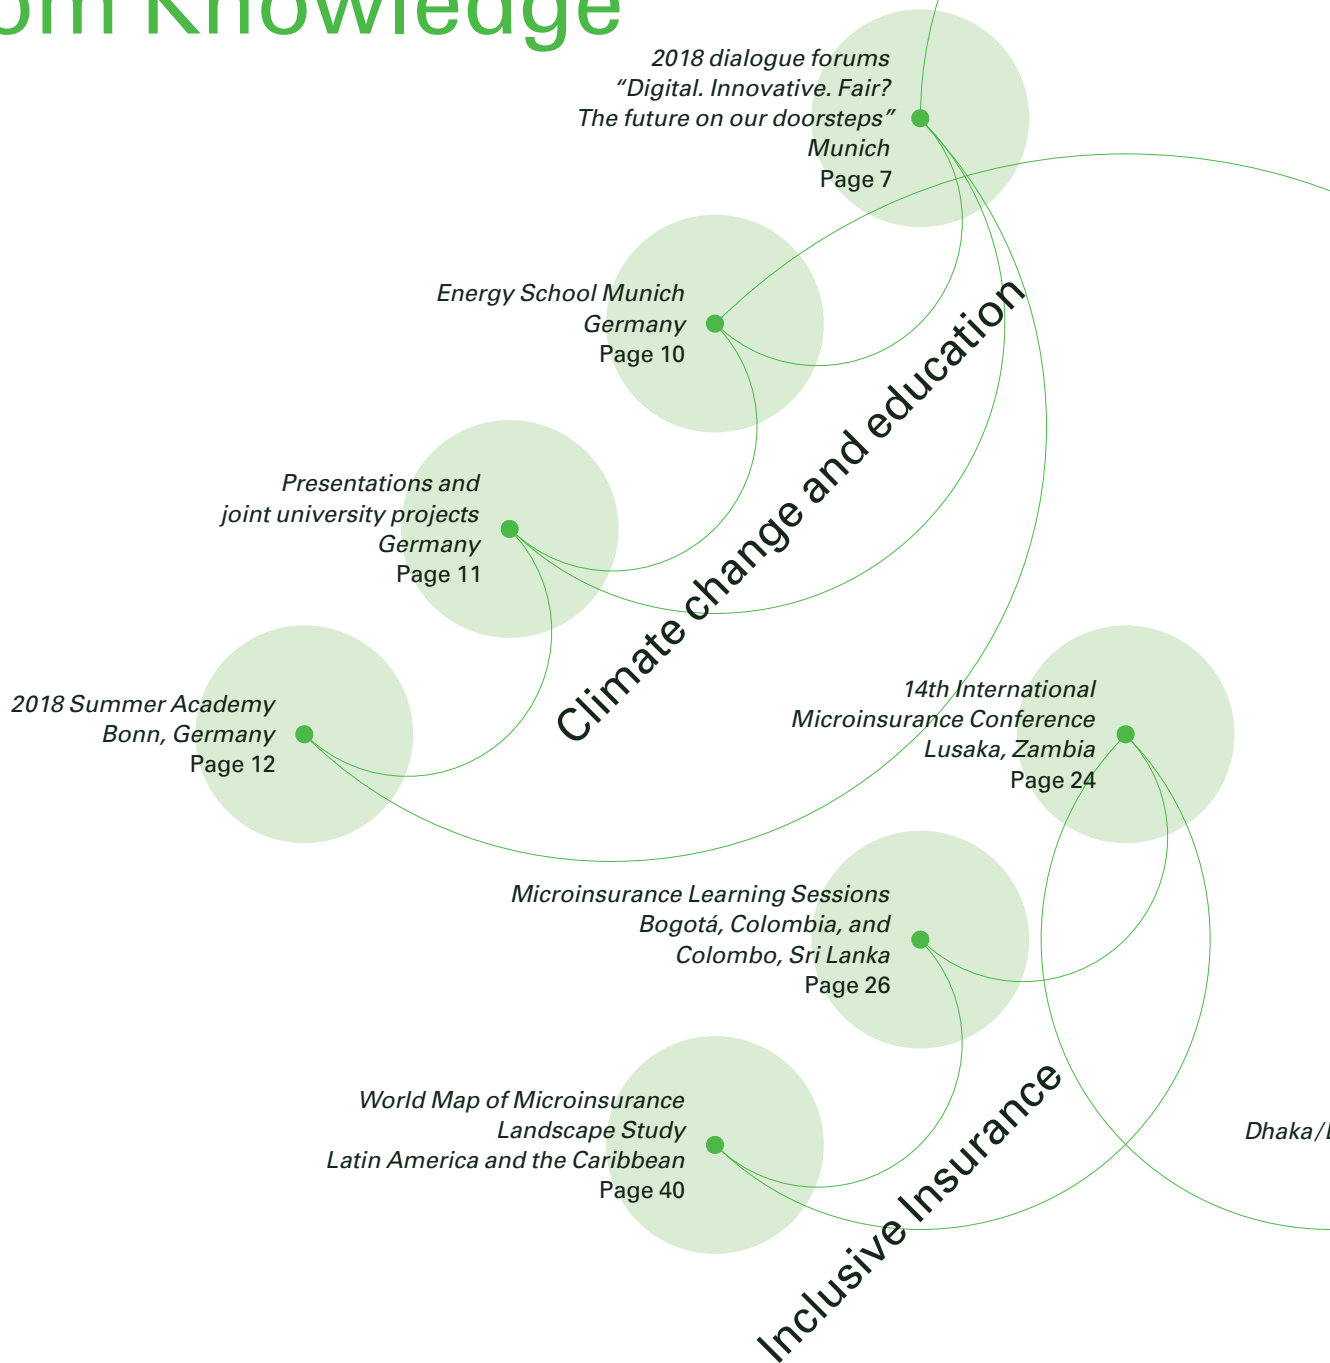 om Knowledge
2018 dialogue forums
“Digital. Innovative. Fair?
The future on our doorsteps”
Munich
Page 7
Energy School Munich
Germany
Page 10
Climate change and education
Presentations and
joint university projects
Germany
Page 11
2018 Summer Academy
Bonn, Germany
Page 12
14th International
Microinsurance Conference
Lusaka, Zambia
Page 24
Microinsurance Learning Sessions
Bogotá, Colombia, and
Colombo, Sri Lanka
Page 26
World Map of Microinsurance
Landscape Study
Latin America and the Caribbean
Page 40
Inclusive Insurance
Dhaka/